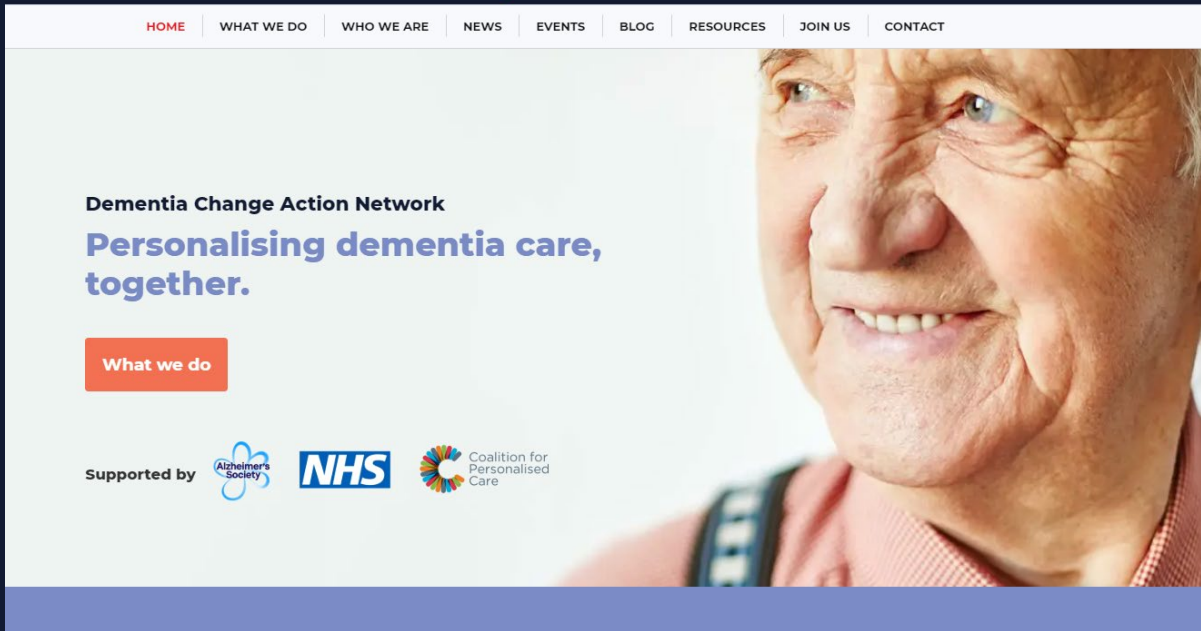 HOME WHAT WE DO WHO WE ARE NEWS EVENTS BLOG RESOURCES JOIN US CONTACT
Dementia Change Action Network
Personalising dementia care,
together.
What we do
Supported by
Alzheimer's
Society
NHS
Coalition for
Personalised
Care